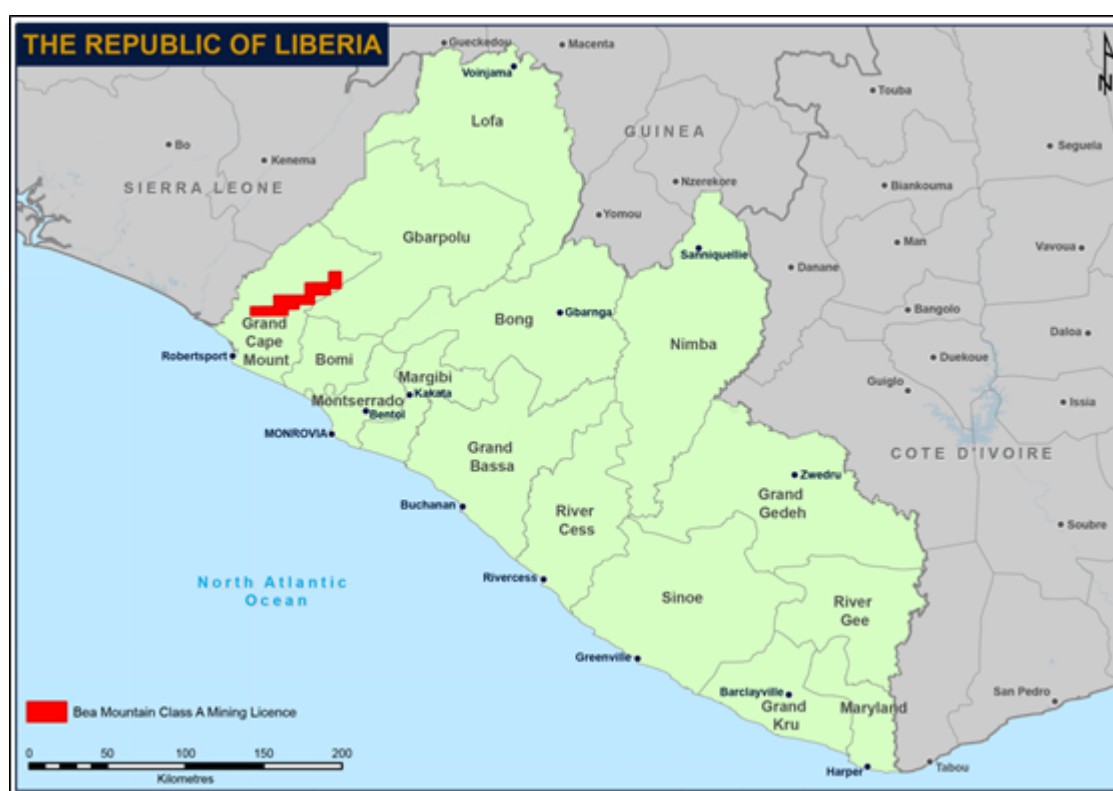 THE REPUBLIC OF LIBERIA
Gueckedou
Macenta
N
Voinjama
Touba
Lofa
Bo
GUINEA
Kenema
Seguela
SIERRA LEONE
Nzerekore
Biankouma
Yomou
Gbarpolu
Man
Vavoua
Sanniquellie
Danane
Bong
Gbarnga
Bangolo
Grand
Cape
Mount
Nimba
Daloa
Robertsport
Bomi
Duekoue
Margibi
Guiglo
Kakata
Montserrado
Bentol
Issia
MONROVIA
Grand
Bassa
COTE D'IVOIRE
Zwedru
Grand
Gedeh
Buchanan
River
Cess
Soubre
North Atlantic
Ocean
Rivercess
Sinoe
River
Gee
Greenville
Barclayville
San Pedro
Grand
Kru
Maryland
Bea Mountain Class A Mining Licence
0 50 100 150 200
Kilometres
Harper
Tabou